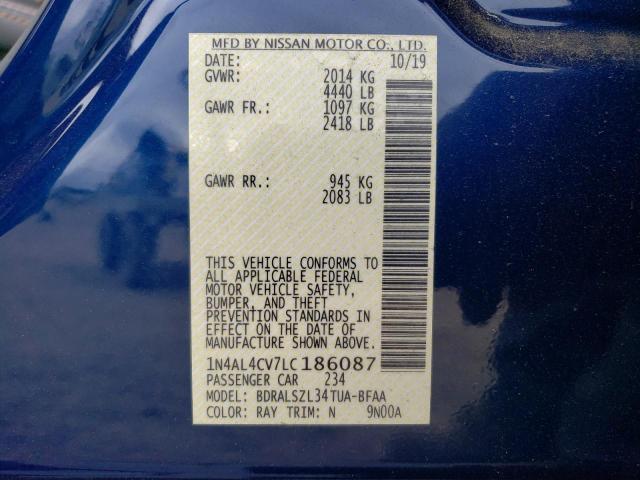 MFD BY NISSAN MOTOR CO., LTD.
DATE: 10/19
GVWR: 2014 KG
4440 LB
GAWR FR.: 1097 KG
2418 LB
GAWR RR.: 945 KG
2083 LB
THIS VEHICLE CONFORMS TO
ALL APPLICABLE FEDERAL
MOTOR VEHICLE SAFETY,
BUMPER, AND THEFT
PREVENTION STANDARDS IN
EFFECT ON THE DATE OF
MANUFACTURE SHOWN ABOVE.
1N4AL4CV7LC186087
PASSENGER CAR 234
MODEL: BDRALSZL34TUA-BFAA
COLOR: RAY TRIM: N 9N00A